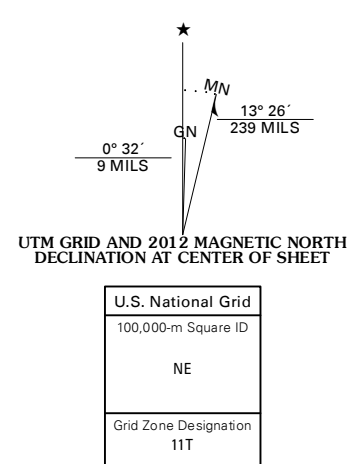 ★
MN
GN
13° 26´
239 MILS
0° 32´
9 MILS
UTM GRID AND 2012 MAGNETIC NORTH
DECLINATION AT CENTER OF SHEET
U.S. National Grid
100,000-m Square ID
NE
Grid Zone Designation
11T